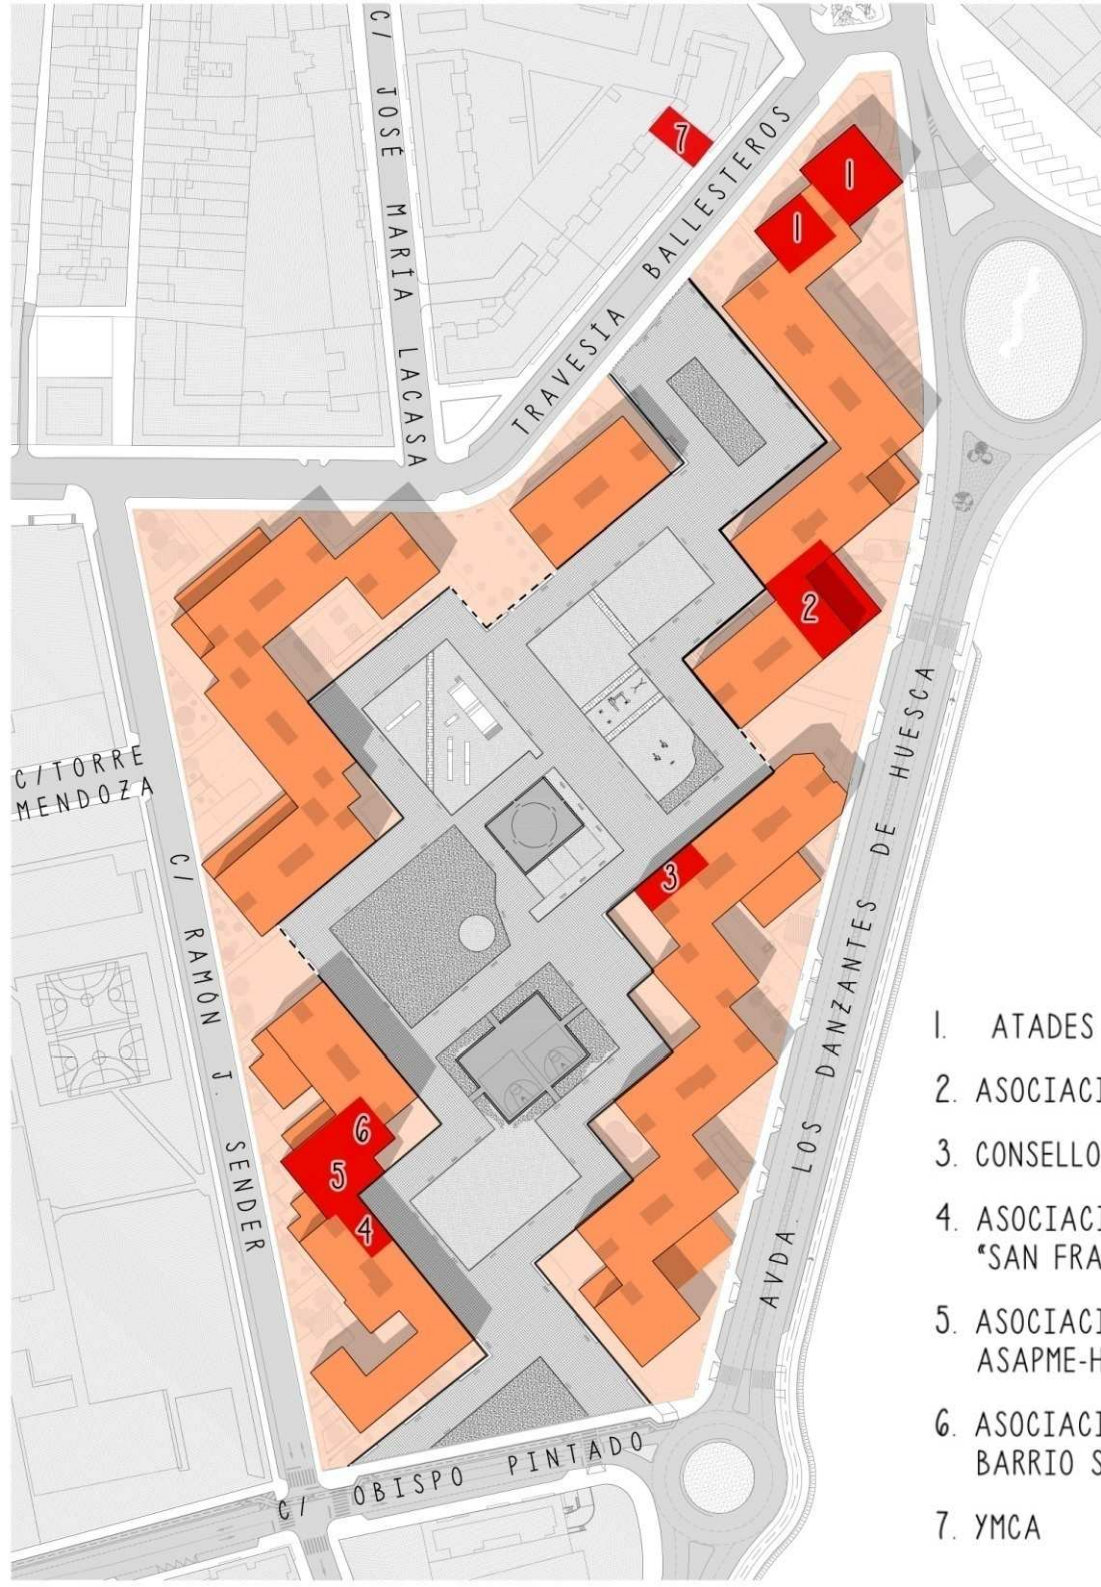 C/ JOSÉ MARÍA LACASA
7
TRAVESÍA BALLESTEROS
1
1
2
C/TORRE
MENDOZA
C/ RAMÓN J. SENDER
3
AVDA. LOS DANZANTES DE HUESCA
6
5
4
C/ OBISPO PINTADO
1. ATADES
2. ASOCIACI
3. CONSELLO
4. ASOCIACI
"SAN FRA
5. ASOCIACI
ASAPME-H
6. ASOCIACI
BARRIO S
7. YMCA